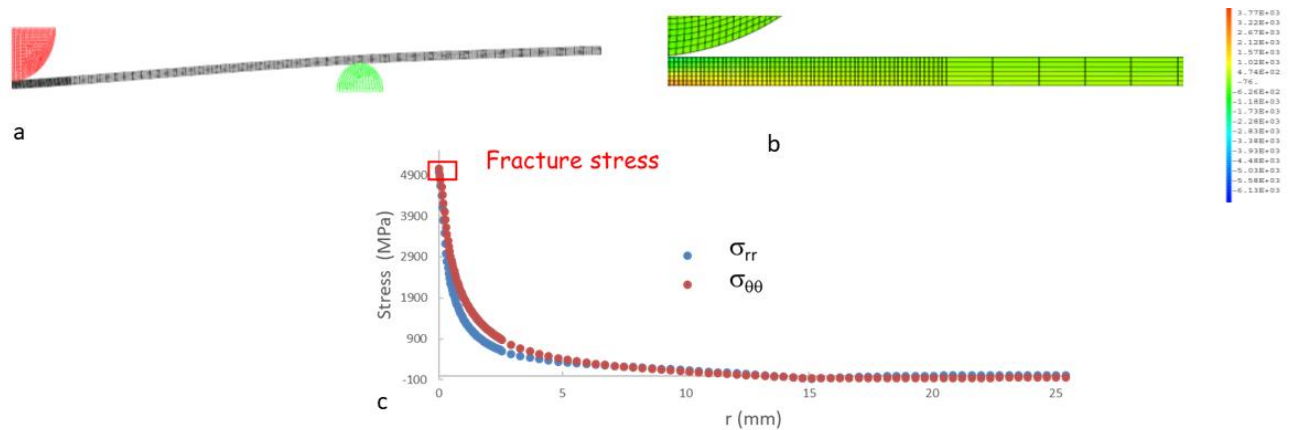 3.77E+03
3.22E+03
2.67E+03
2.12E+03
1.57E+03
1.02E+03
4.74E+02
-76.
-6.26E+02
-1.18E+03
-1.73E+03
-2.28E+03
-2.83E+03
-3.38E+03
-3.93E+03
-4.48E+03
-5.03E+03
-5.58E+03
-6.13E+03
a
b
Fracture stress
4900
3900
2900
1900
900
-100
Stress (MPa)
σrr
σθθ
0
5
10
15
20
25
c
r (mm)